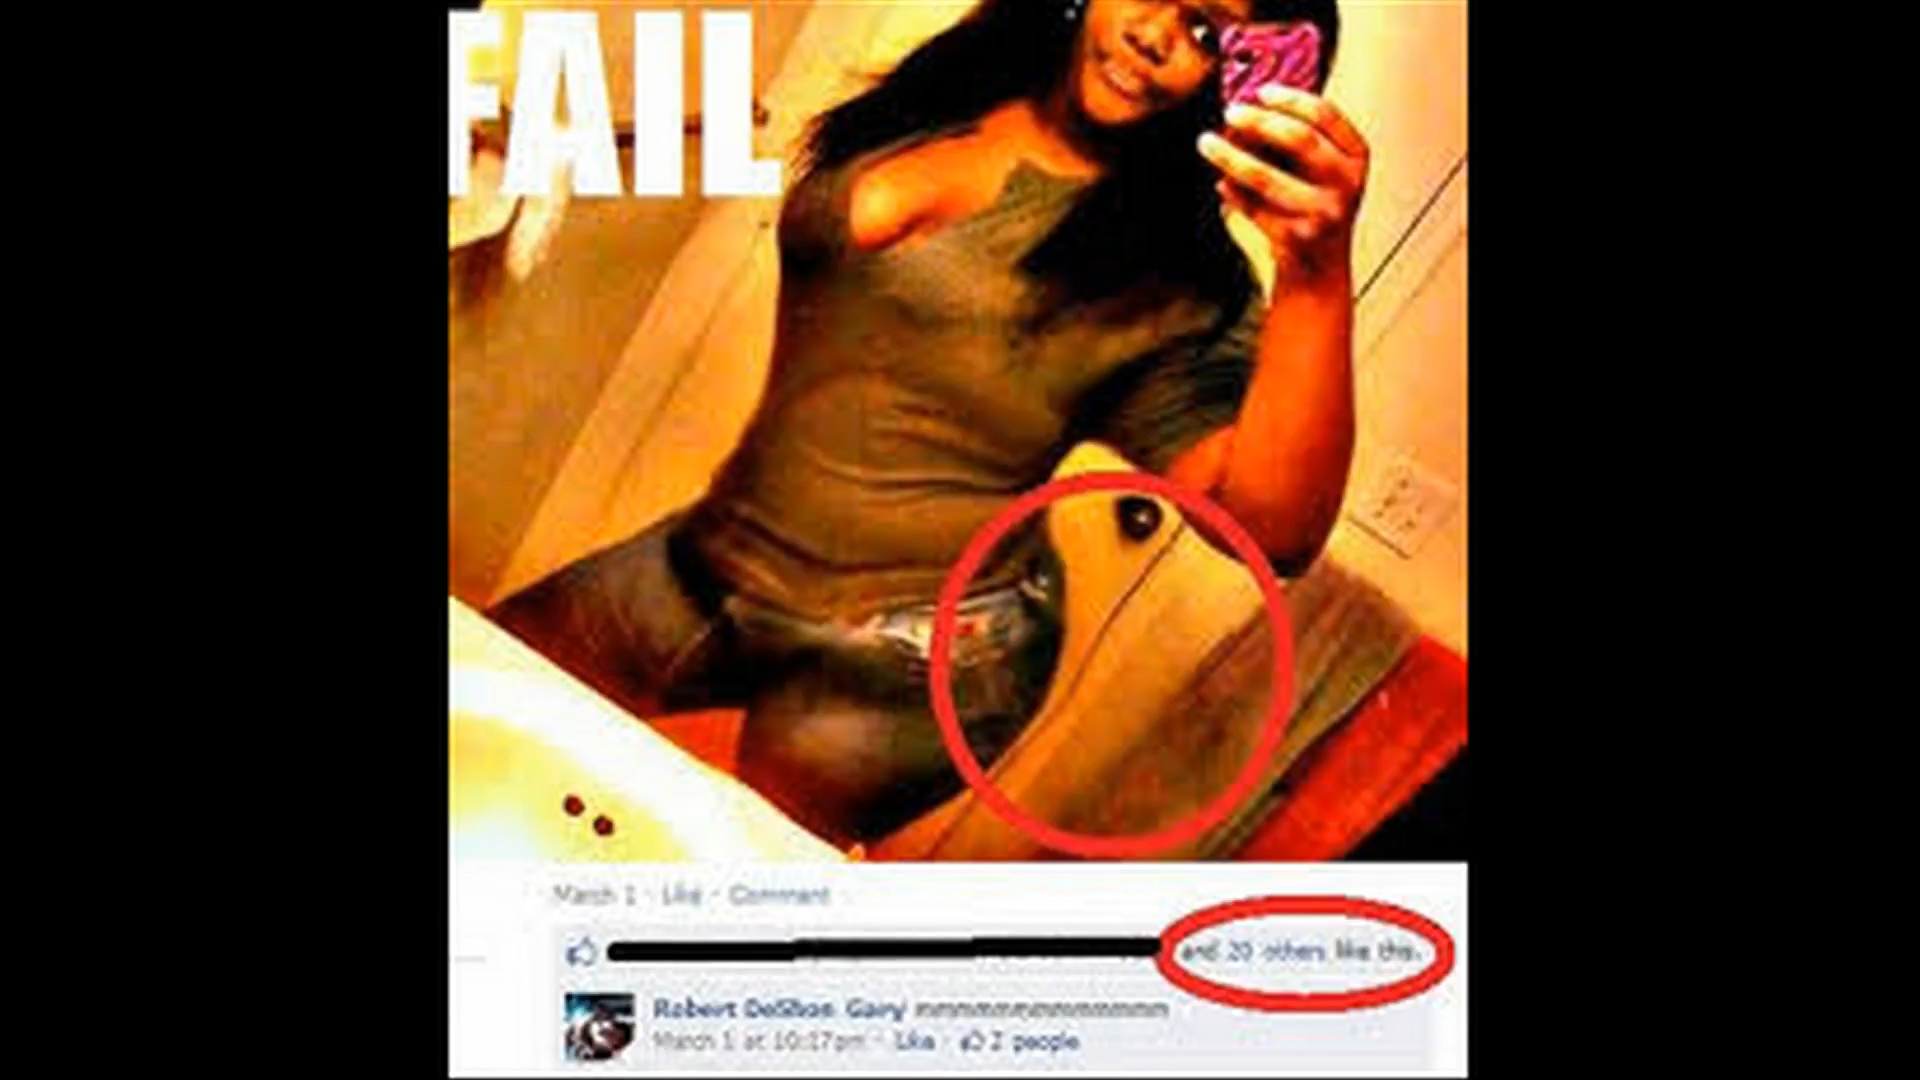 FAIL
March 1 · Like · Comment
and 20 others like this.
Robert DeShon Gary mmmmmmmmmmmmmm
March 1 at 10:17pm · Like · 2 people